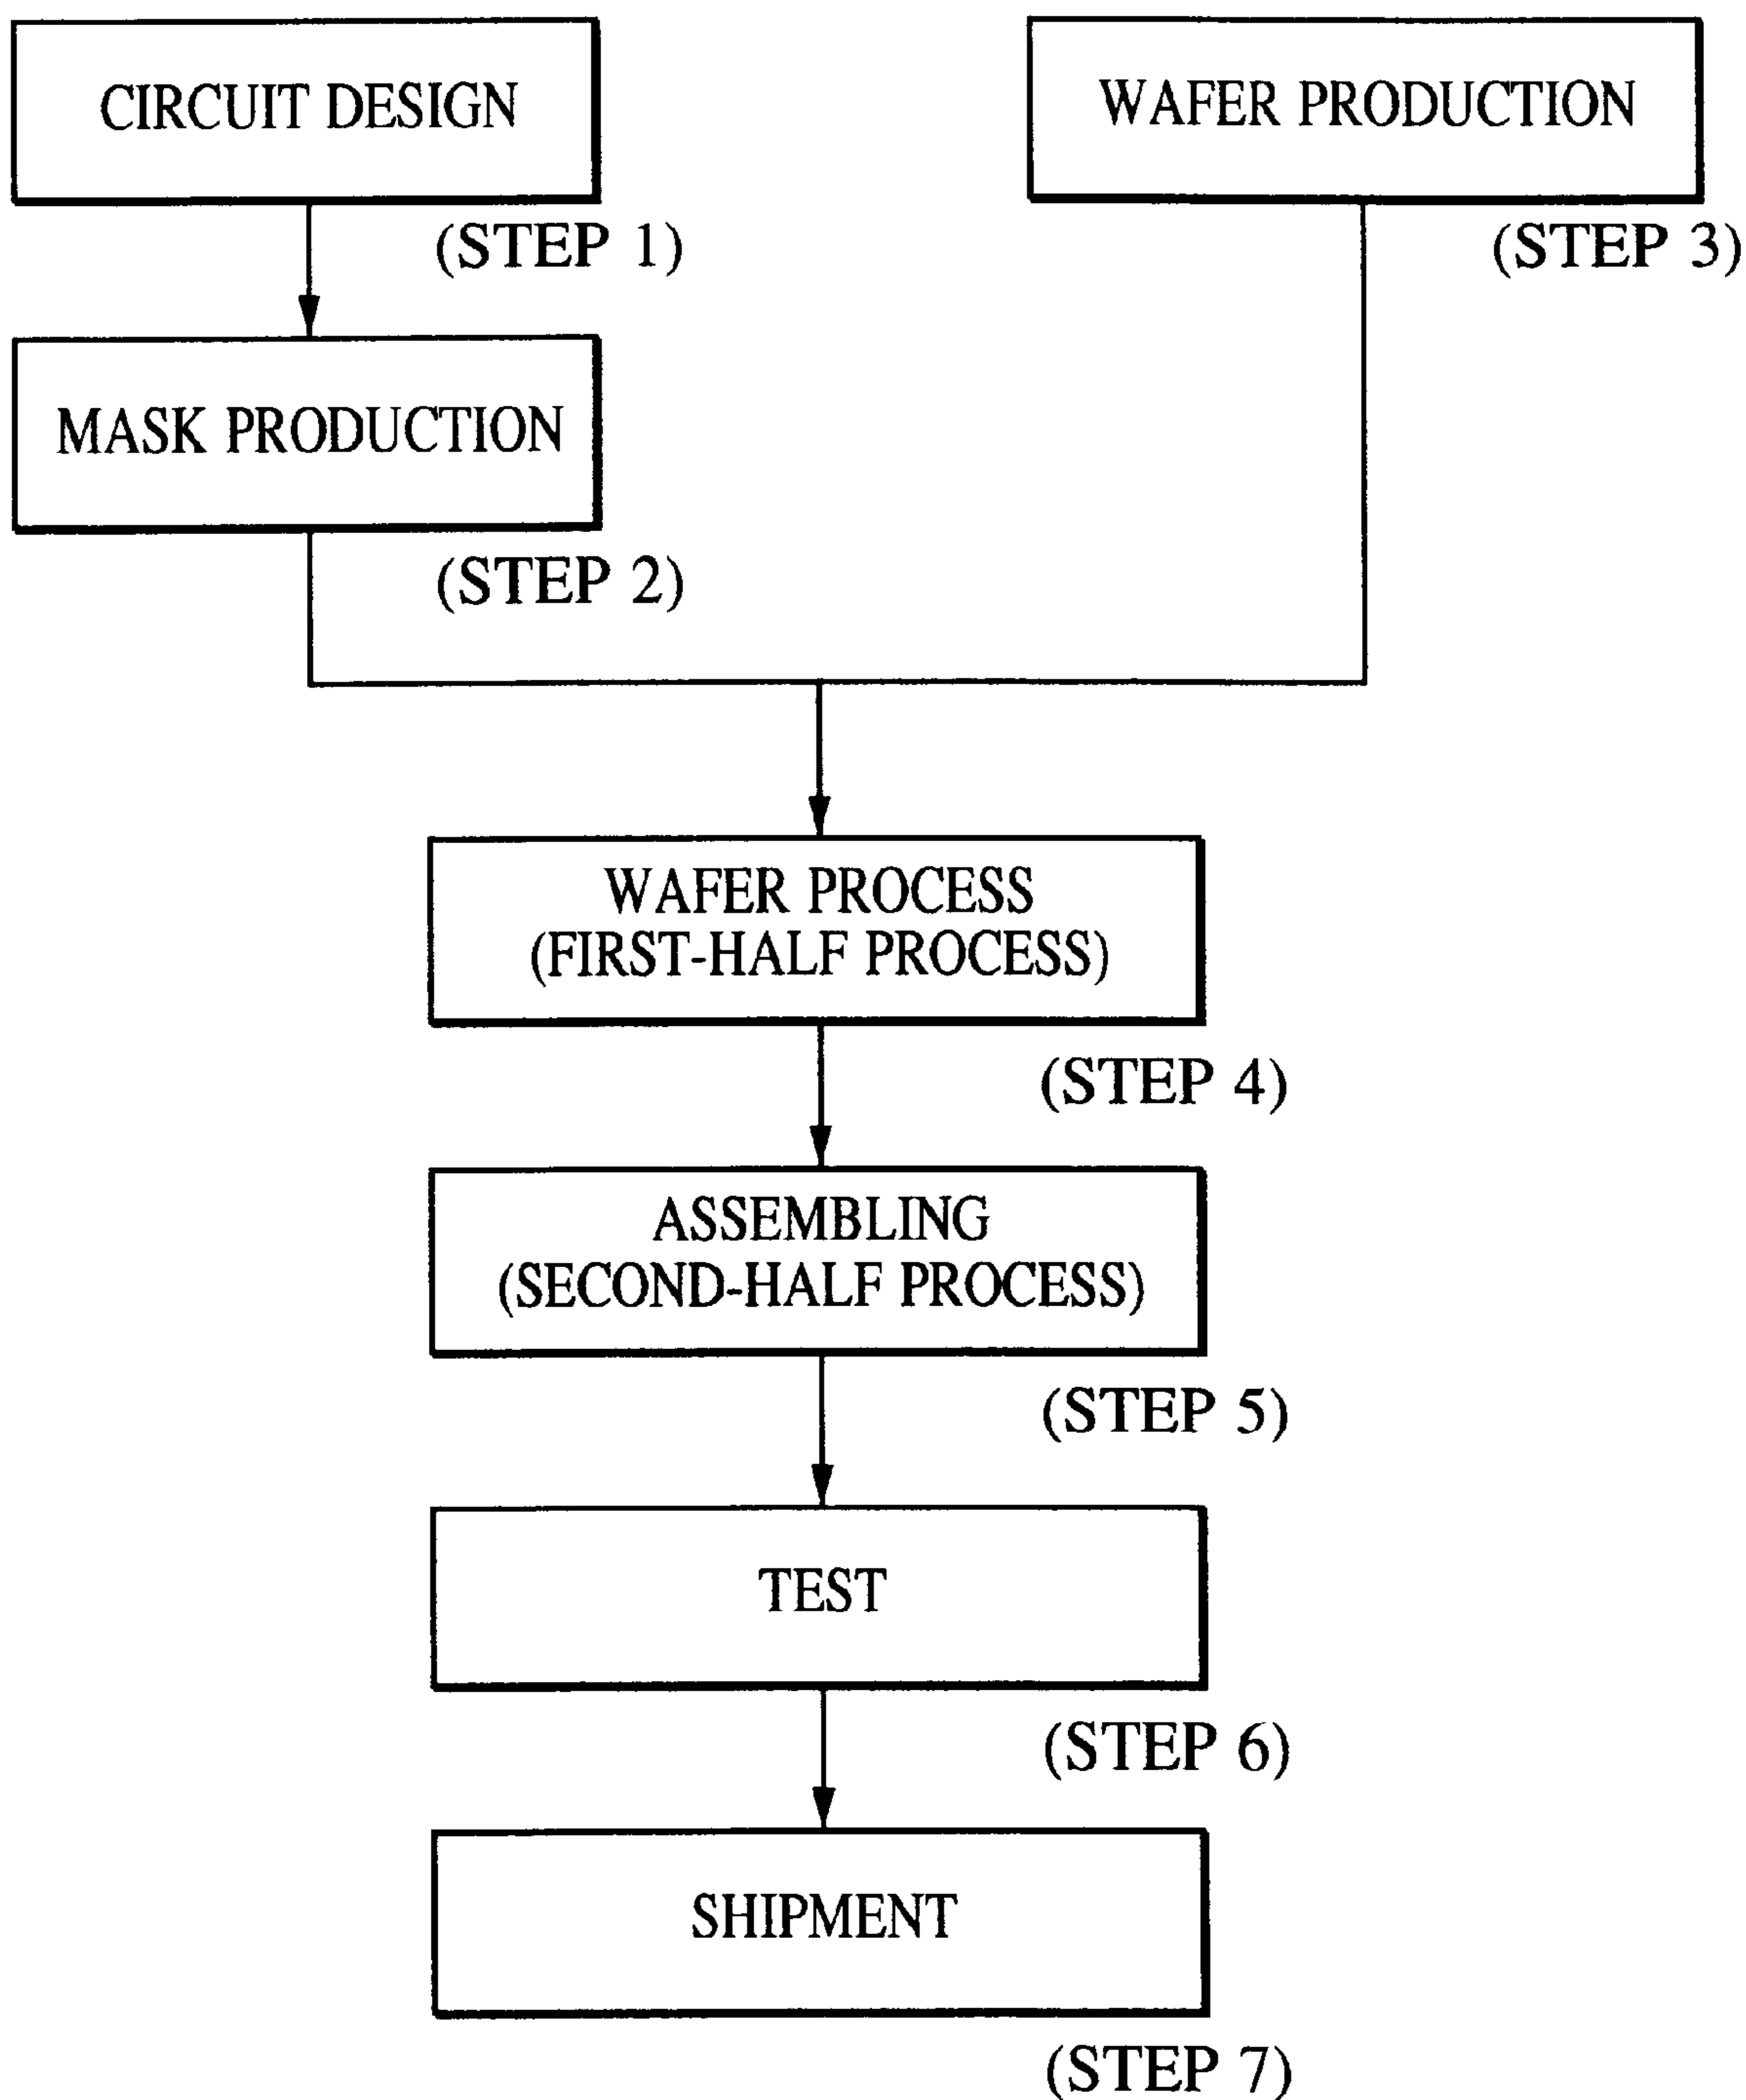 CIRCUIT DESIGN
(STEP 1)
MASK PRODUCTION
(STEP 2)
WAFER PRODUCTION
(STEP 3)
WAFER PROCESS
(FIRST-HALF PROCESS)
(STEP 4)
ASSEMBLING
(SECOND-HALF PROCESS)
(STEP 5)
TEST
(STEP 6)
SHIPMENT
(STEP 7)